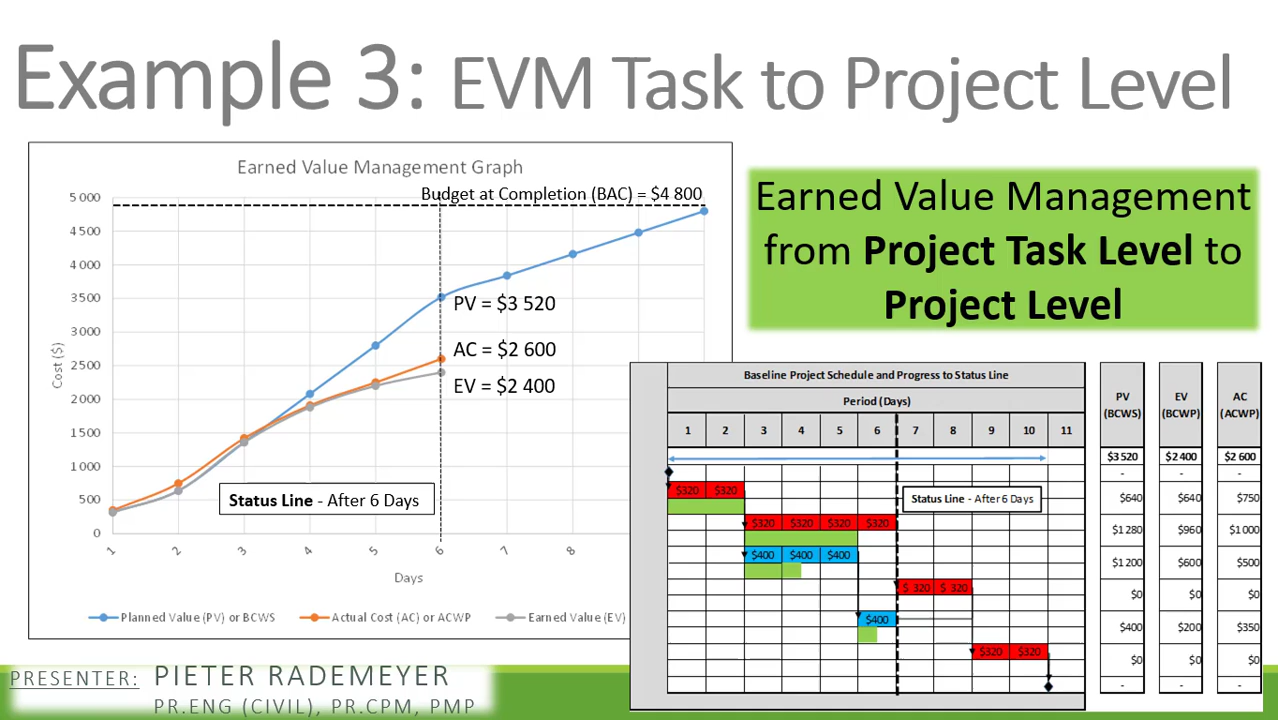 Example 3: EVM Task to Project Level
Earned Value Management Graph
Budget at Completion (BAC) = $4 800
5 000
4 500
4 000
3 500
3 000
2 500
2 000
1 500
1 000
500
0
Cost ($)
PV = $3 520
AC = $2 600
EV = $2 400
Status Line - After 6 Days
1
2
3
4
5
6
7
8
Days
Planned Value (PV) or BCWS
Actual Cost (AC) or ACWP
Earned Value (EV)
Earned Value Management
from Project Task Level to
Project Level
Baseline Project Schedule and Progress to Status Line
Period (Days)
1 2 3 4 5 6 7 8 9 10 11
PV
(BCWS)
EV
(BCWP)
AC
(ACWP)
$3 520 $2 400 $2 600
- - -
$320 $320
Status Line - After 6 Days
$640 $640 $750
$320 $320 $320 $320
$1 280 $960 $1 000
$400 $400 $400
$1 200 $600 $500
$ 320 $ 320
$0 $0 $0
$400
$400 $200 $350
$320 $320
$0 $0 $0
- - -
PRESENTER: PIETER RADEMEYER
PR.ENG (CIVIL), PR.CPM, PMP